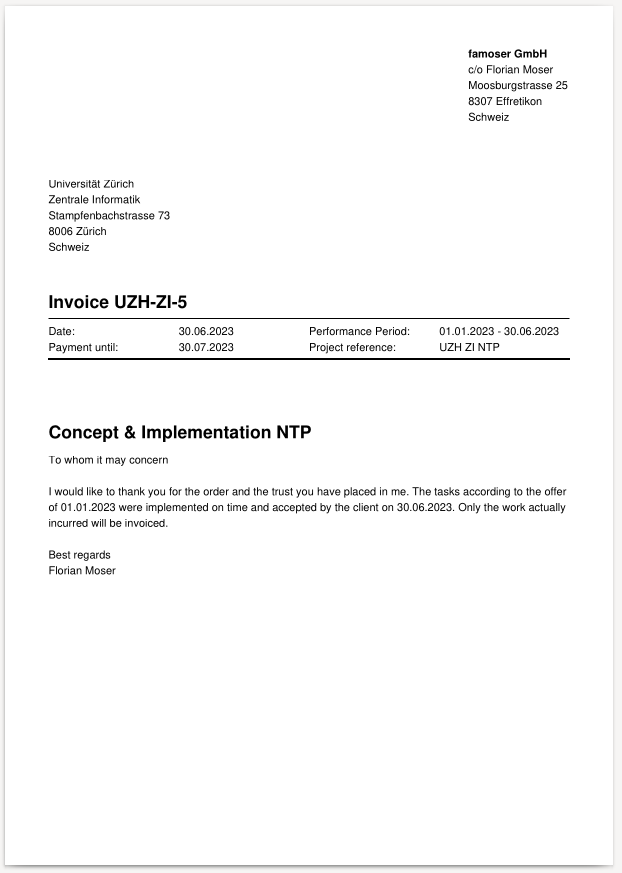 famoser GmbH
c/o Florian Moser
Moosburgstrasse 25
8307 Effretikon
Schweiz
Universität Zürich
Zentrale Informatik
Stampfenbachstrasse 73
8006 Zürich
Schweiz
Invoice UZH-ZI-5
Date: 30.06.2023 Performance Period: 01.01.2023 - 30.06.2023
Payment until: 30.07.2023 Project reference: UZH ZI NTP
Concept & Implementation NTP
To whom it may concern
I would like to thank you for the order and the trust you have placed in me. The tasks according to the offer
of 01.01.2023 were implemented on time and accepted by the client on 30.06.2023. Only the work actually
incurred will be invoiced.
Best regards
Florian Moser